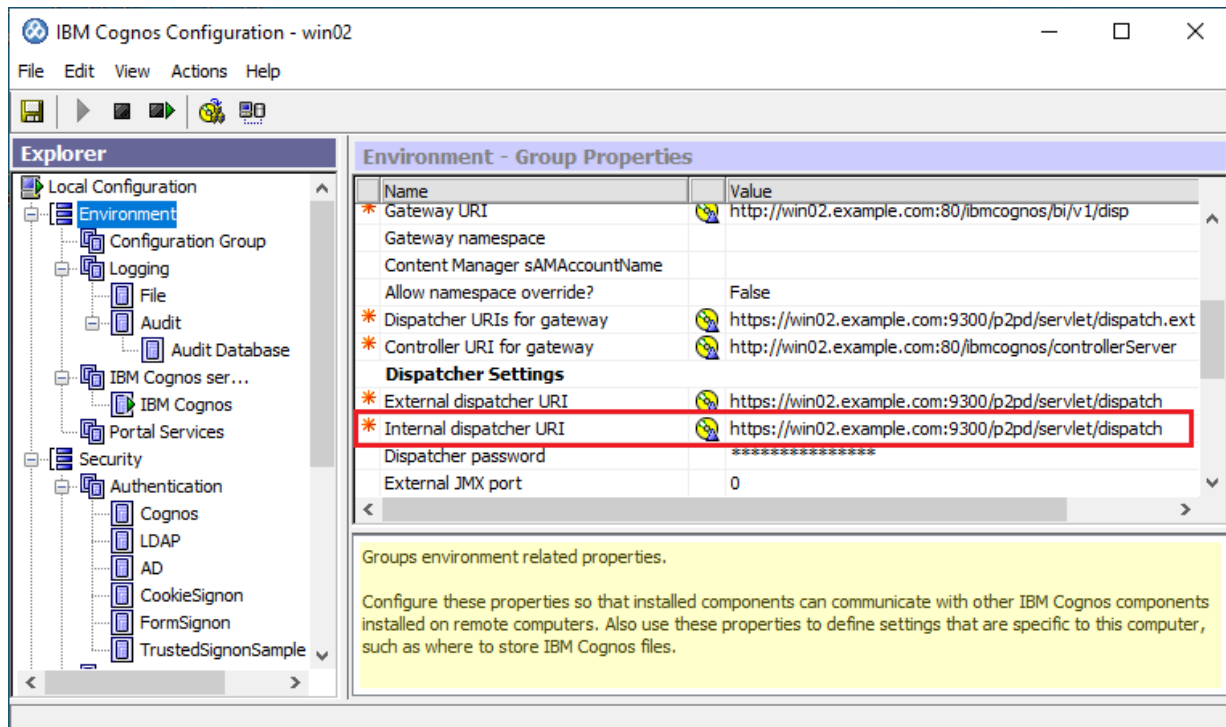 IBM Cognos Configuration - win02
File Edit View Actions Help
Explorer
Local Configuration
Environment
Configuration Group
Logging
File
Audit
Audit Database
IBM Cognos ser...
IBM Cognos
Portal Services
Security
Authentication
Cognos
LDAP
AD
CookieSignon
FormSignon
TrustedSignonSample
Environment - Group Properties
Name Value
* Gateway URI http://win02.example.com:80/ibmcognos/bi/v1/disp
Gateway namespace
Content Manager sAMAccountName
Allow namespace override? False
* Dispatcher URIs for gateway https://win02.example.com:9300/p2pd/servlet/dispatch.ext
* Controller URI for gateway http://win02.example.com:80/ibmcognos/controllerServer
Dispatcher Settings
* External dispatcher URI https://win02.example.com:9300/p2pd/servlet/dispatch
* Internal dispatcher URI https://win02.example.com:9300/p2pd/servlet/dispatch
Dispatcher password ***************
External JMX port 0
Groups environment related properties.
Configure these properties so that installed components can communicate with other IBM Cognos components
installed on remote computers. Also use these properties to define settings that are specific to this computer,
such as where to store IBM Cognos files.